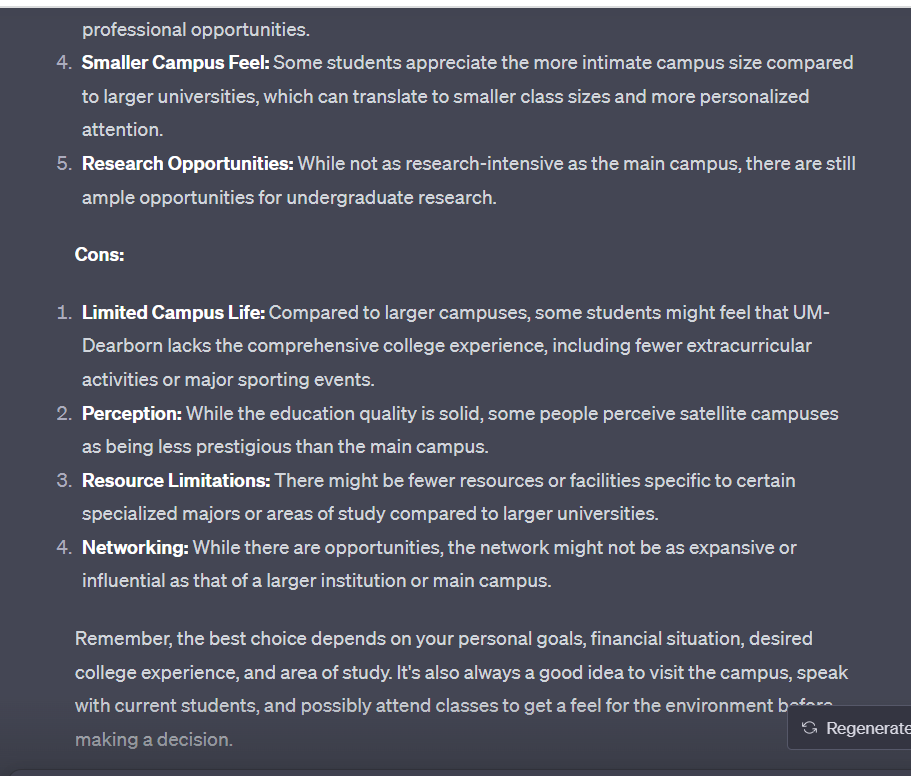 professional opportunities.
4. Smaller Campus Feel: Some students appreciate the more intimate campus size compared
to larger universities, which can translate to smaller class sizes and more personalized
attention.
5. Research Opportunities: While not as research-intensive as the main campus, there are still
ample opportunities for undergraduate research.
Cons:
1. Limited Campus Life: Compared to larger campuses, some students might feel that UM-
Dearborn lacks the comprehensive college experience, including fewer extracurricular
activities or major sporting events.
2. Perception: While the education quality is solid, some people perceive satellite campuses
as being less prestigious than the main campus.
3. Resource Limitations: There might be fewer resources or facilities specific to certain
specialized majors or areas of study compared to larger universities.
4. Networking: While there are opportunities, the network might not be as expansive or
influential as that of a larger institution or main campus.
Remember, the best choice depends on your personal goals, financial situation, desired
college experience, and area of study. It's also always a good idea to visit the campus, speak
with current students, and possibly attend classes to get a feel for the environment before
making a decision.
Regenerate